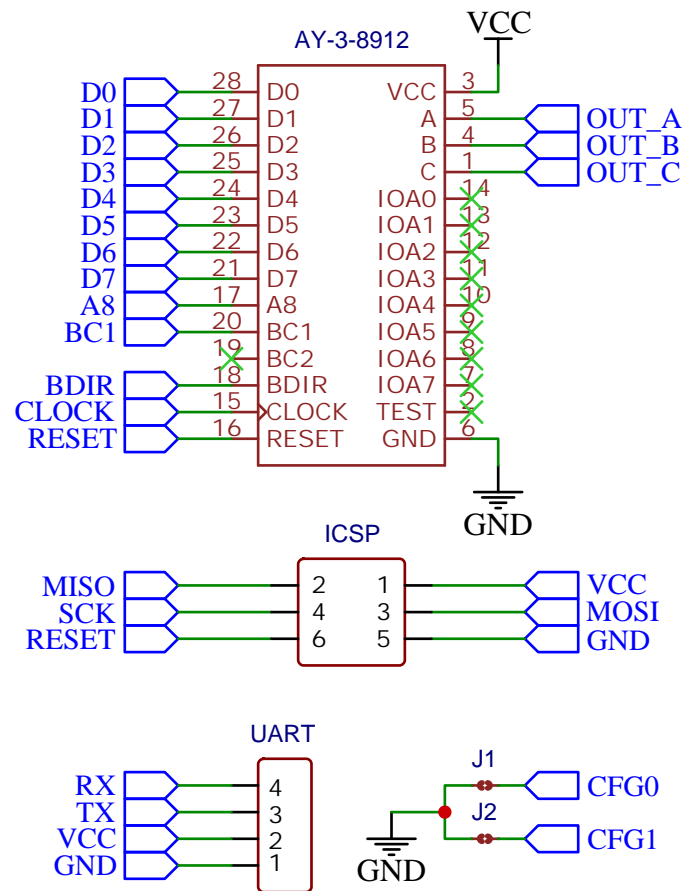 VCC
AY-3-8912
D0 28 D0 VCC 3
D1 27 D1 A 5 OUT_A
D2 26 D2 B 4 OUT_B
D3 25 D3 C 1 OUT_C
D4 24 D4 IOA0 14
D5 23 D5 IOA1 13
D6 22 D6 IOA2 12
D7 21 D7 IOA3 11
A8 17 A8 IOA4 10
BC1 20 BC1 IOA5 9
19 BC2 IOA6 8
BDIR 18 BDIR IOA7 7
CLOCK 15 CLOCK TEST 2
RESET 16 RESET GND 6
GND
ICSP
MISO 2 1 VCC
SCK 4 3 MOSI
RESET 6 5 GND
UART
RX 4
TX 3
VCC 2
GND 1
J1
CFG0
J2
CFG1
GND